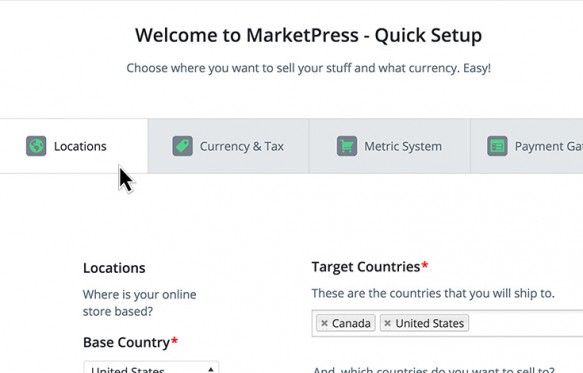 Welcome to MarketPress - Quick Setup
Choose where you want to sell your stuff and what currency. Easy!
Locations
Currency & Tax
Metric System
Payment Gat
Locations
Where is your online
store based?
Base Country*
United States
Target Countries*
These are the countries that you will ship to.
× Canada × United States
And, which countries do you want to sell to?